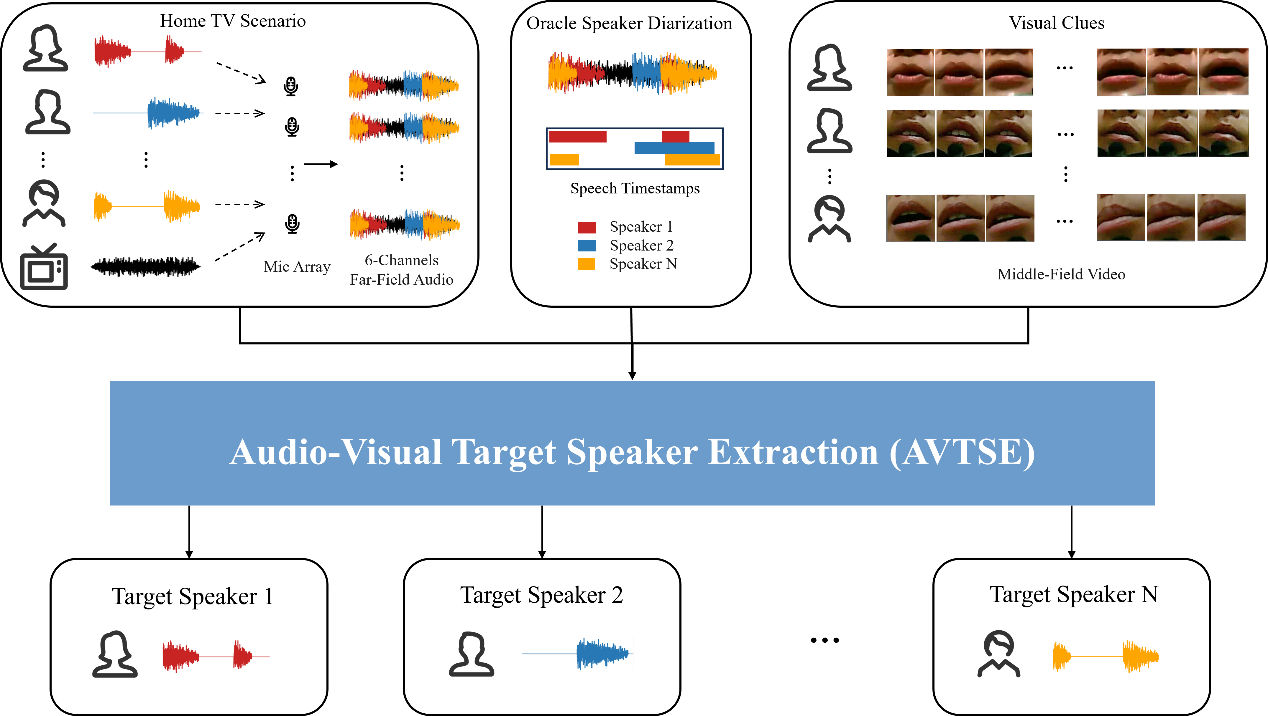 Home TV Scenario
Mic Array
6-Channels
Far-Field Audio
Oracle Speaker Diarization
Speech Timestamps
Speaker 1
Speaker 2
Speaker N
Visual Clues
Middle-Field Video
Audio-Visual Target Speaker Extraction (AVTSE)
Target Speaker 1
Target Speaker 2
Target Speaker N